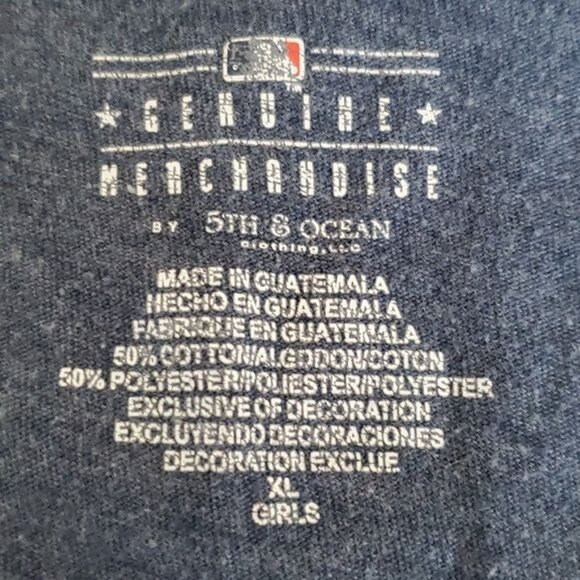 TM
★ GENUINE ★
MERCHANDISE
BY 5TH & OCEAN
clothing, LLC
MADE IN GUATEMALA
HECHO EN GUATEMALA
FABRIQUE EN GUATEMALA
50% COTTON/ALGODON/COTON
50% POLYESTER/POLIESTER/POLYESTER
EXCLUSIVE OF DECORATION
EXCLUYENDO DECORACIONES
DECORATION EXCLUE
XL
GIRLS